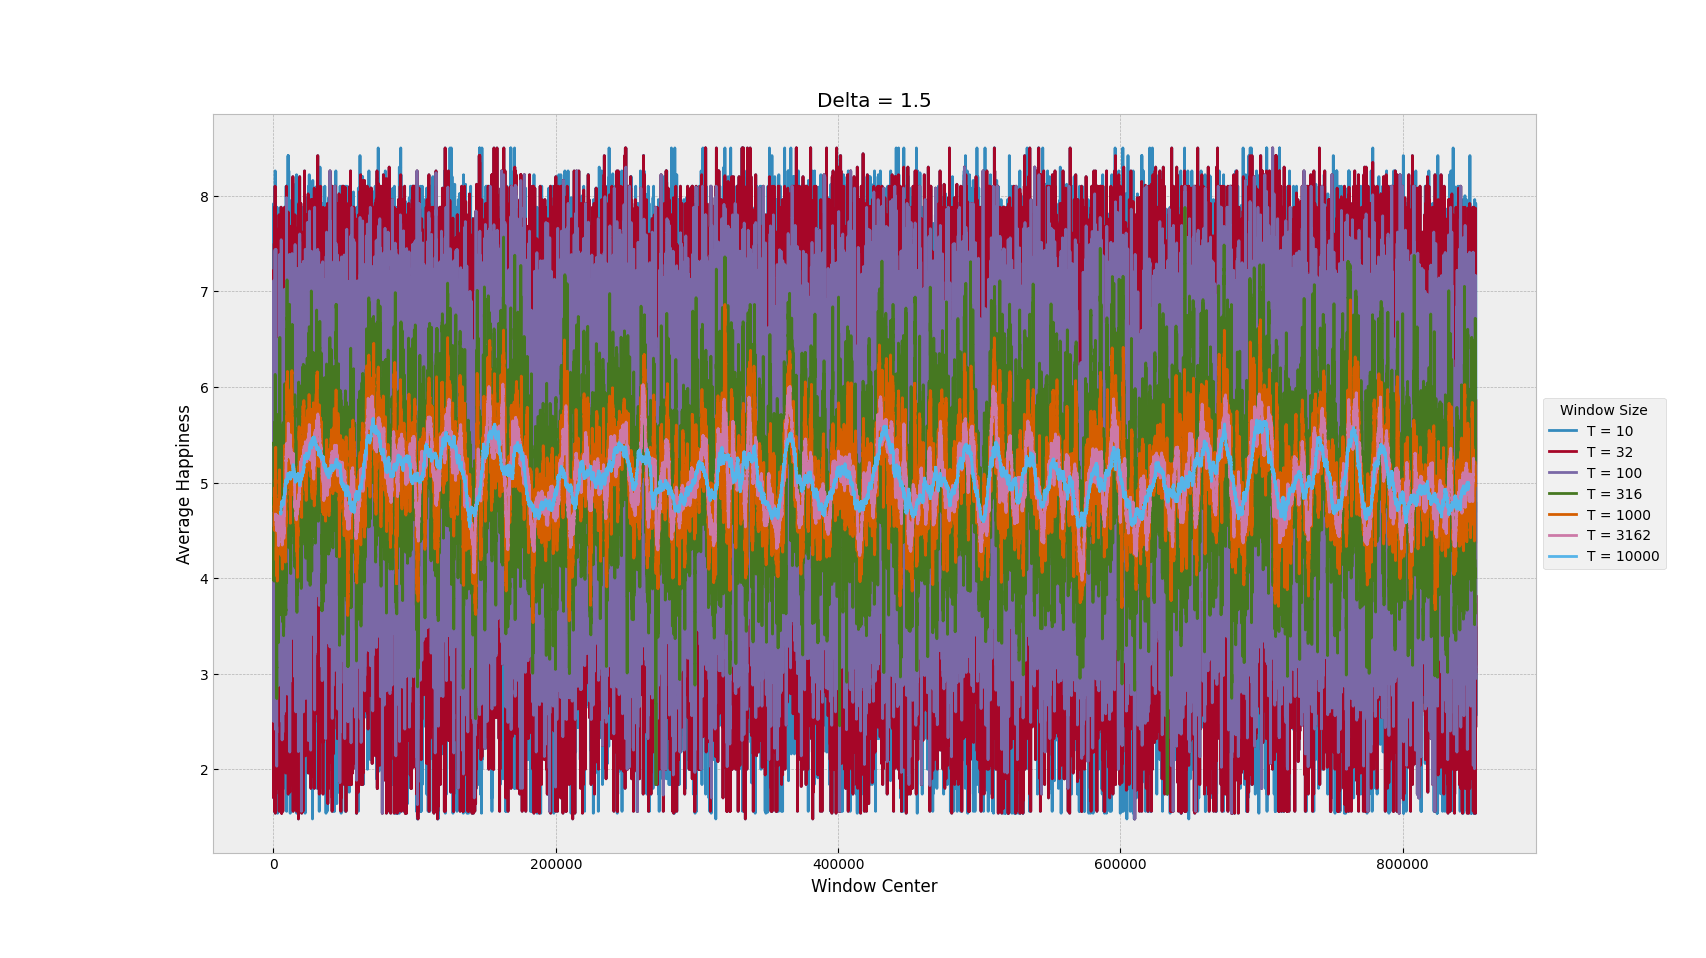 Delta = 1.5
Average Happiness
8
7
6
5
4
3
2
0
200000
400000
600000
800000
Window Center
Window Size
T = 10
T = 32
T = 100
T = 316
T = 1000
T = 3162
T = 10000